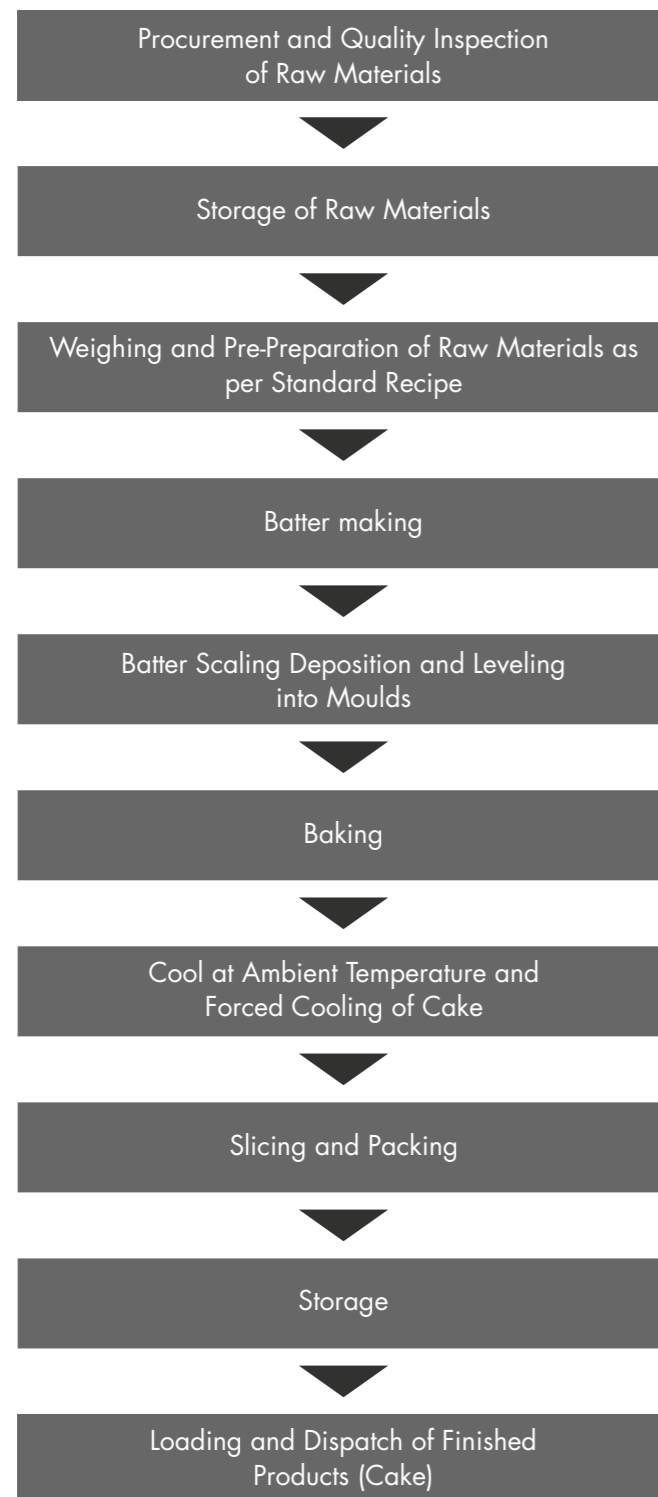 Procurement and Quality Inspection
of Raw Materials
Storage of Raw Materials
Weighing and Pre-Preparation of Raw Materials as
per Standard Recipe
Batter making
Batter Scaling Deposition and Leveling
into Moulds
Baking
Cool at Ambient Temperature and
Forced Cooling of Cake
Slicing and Packing
Storage
Loading and Dispatch of Finished
Products (Cake)